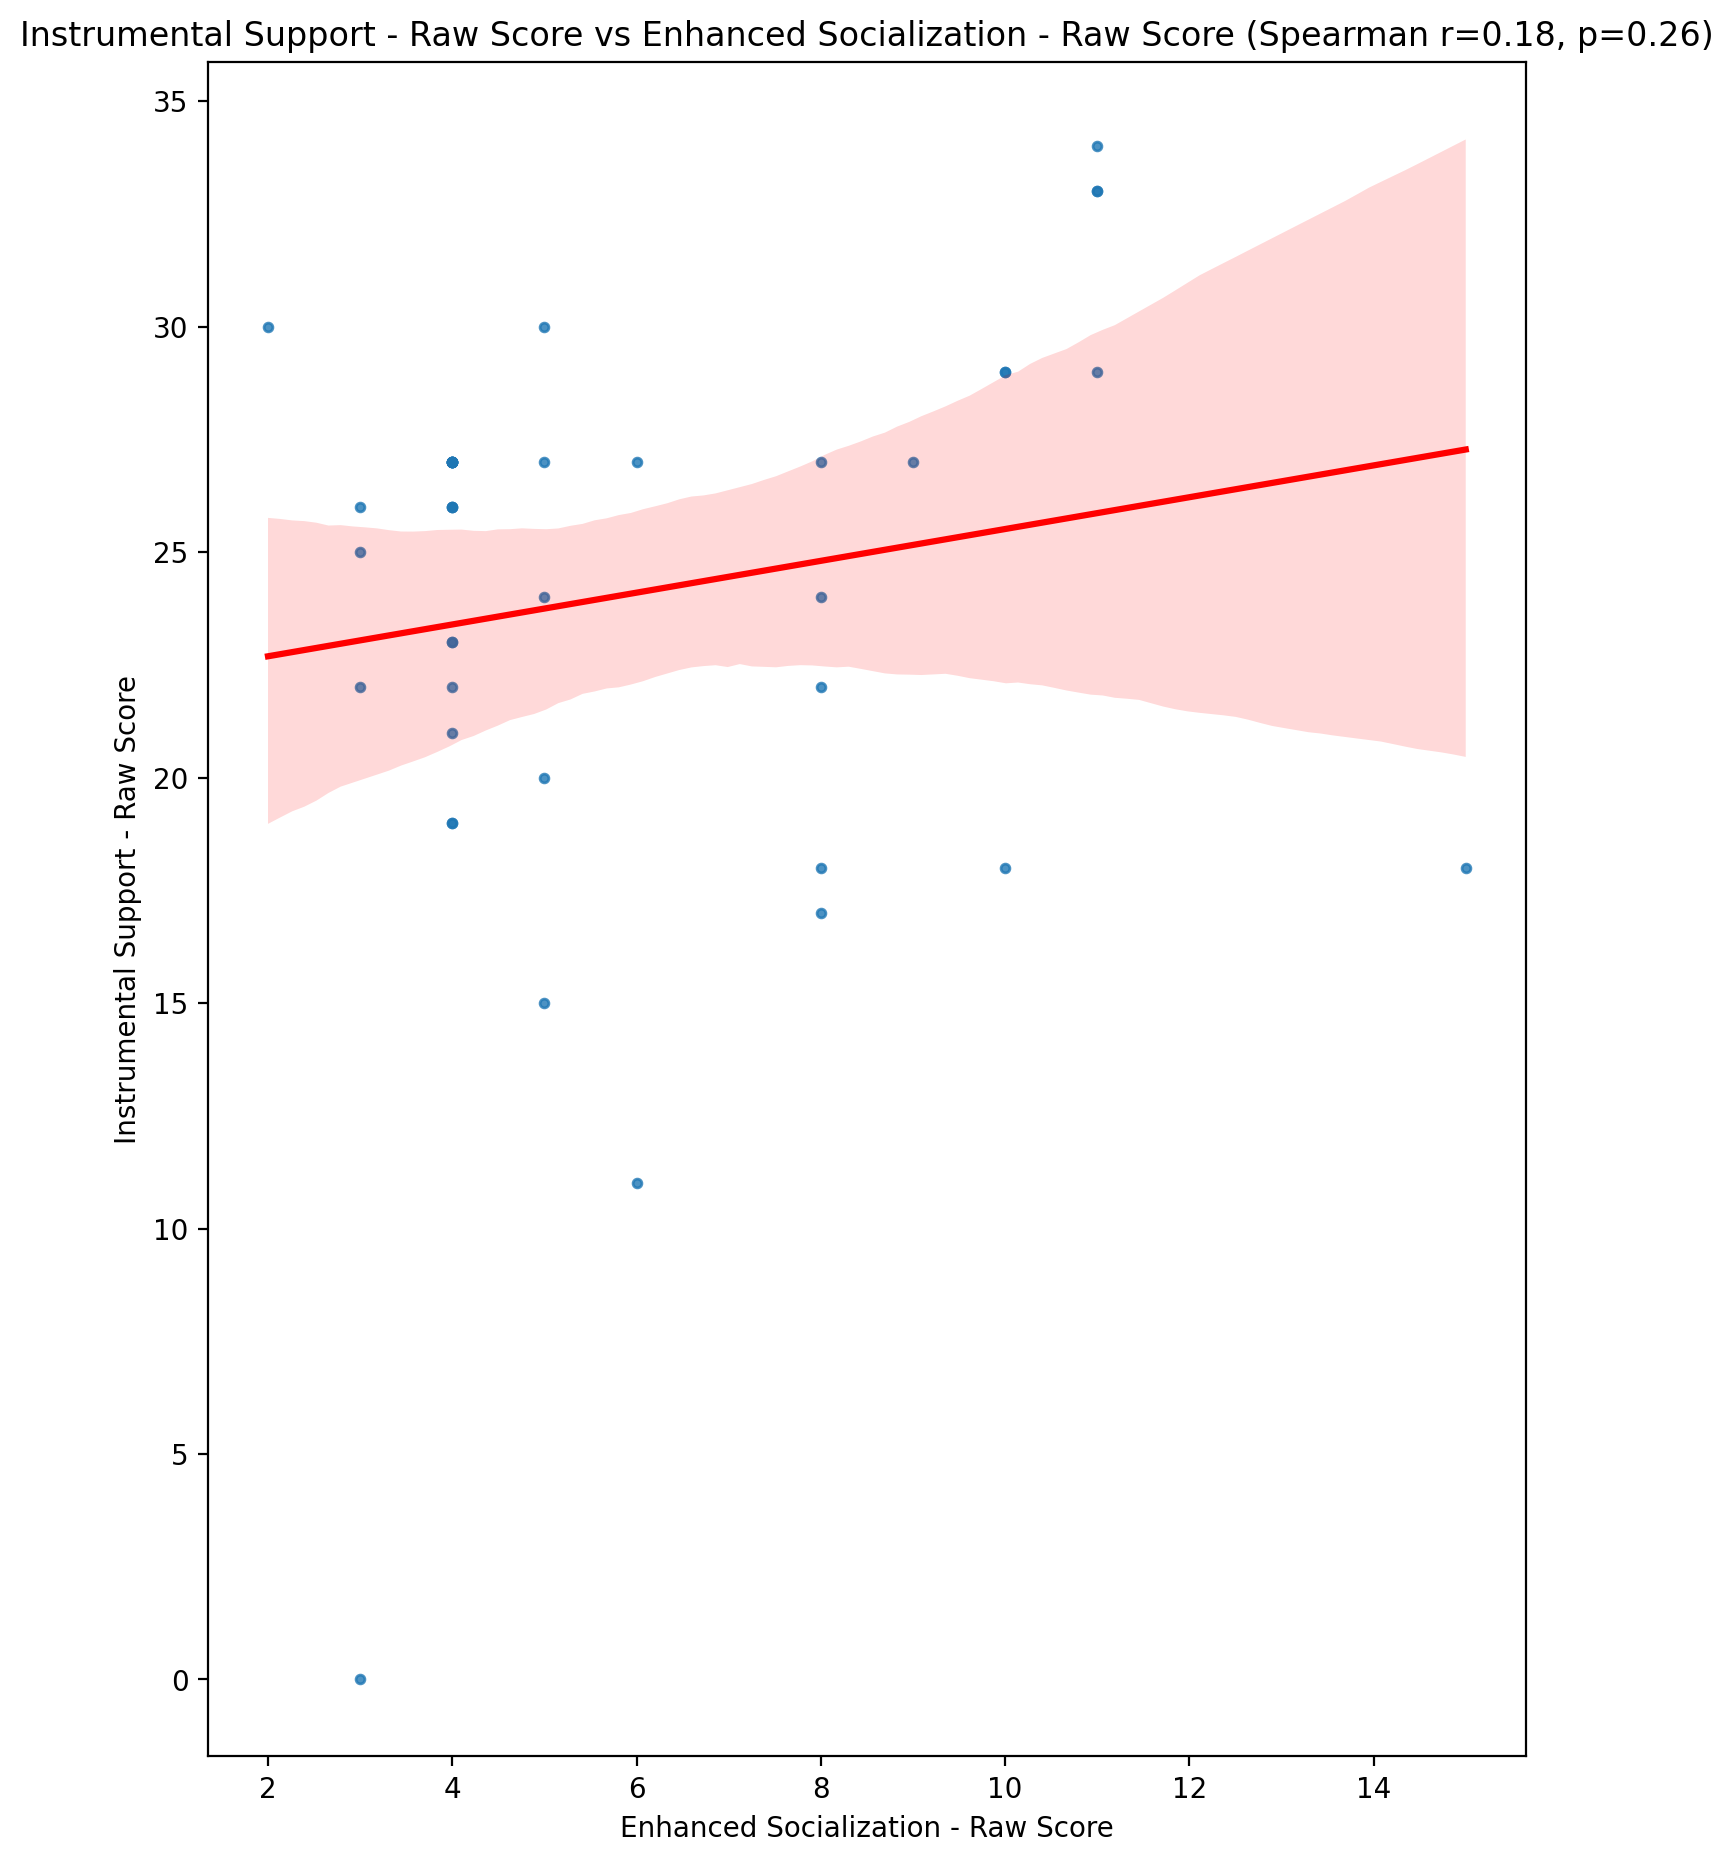 Instrumental Support - Raw Score vs Enhanced Socialization - Raw Score (Spearman r=0.18, p=0.26)
35
30
25
20
15
10
5
0
Instrumental Support - Raw Score
2 4 6 8 10 12 14
Enhanced Socialization - Raw Score